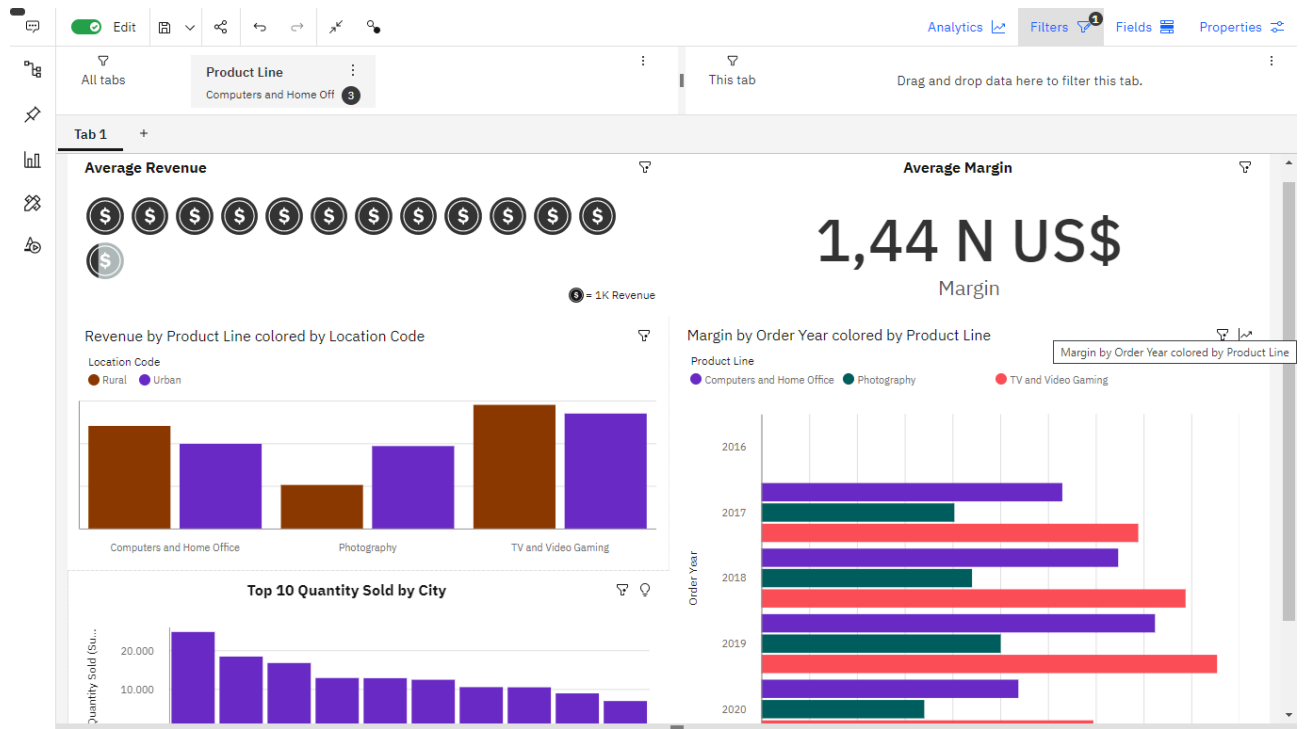 Edit
Analytics
Filters
1
Fields
Properties
All tabs
Product Line
Computers and Home Off
3
This tab
Drag and drop data here to filter this tab.
Tab 1
+
Average Revenue
$ $ $ $ $ $ $ $ $ $ $ $
$
$ = 1K Revenue
Average Margin
1,44 N US$
Margin
Revenue by Product Line colored by Location Code
Location Code
Rural
Urban
Computers and Home Office
Photography
TV and Video Gaming
Margin by Order Year colored by Product Line
Margin by Order Year colored by Product Line
Product Line
Computers and Home Office
Photography
TV and Video Gaming
Order Year
2016
2017
2018
2019
2020
Top 10 Quantity Sold by City
Quantity Sold (Su...
20.000
10.000